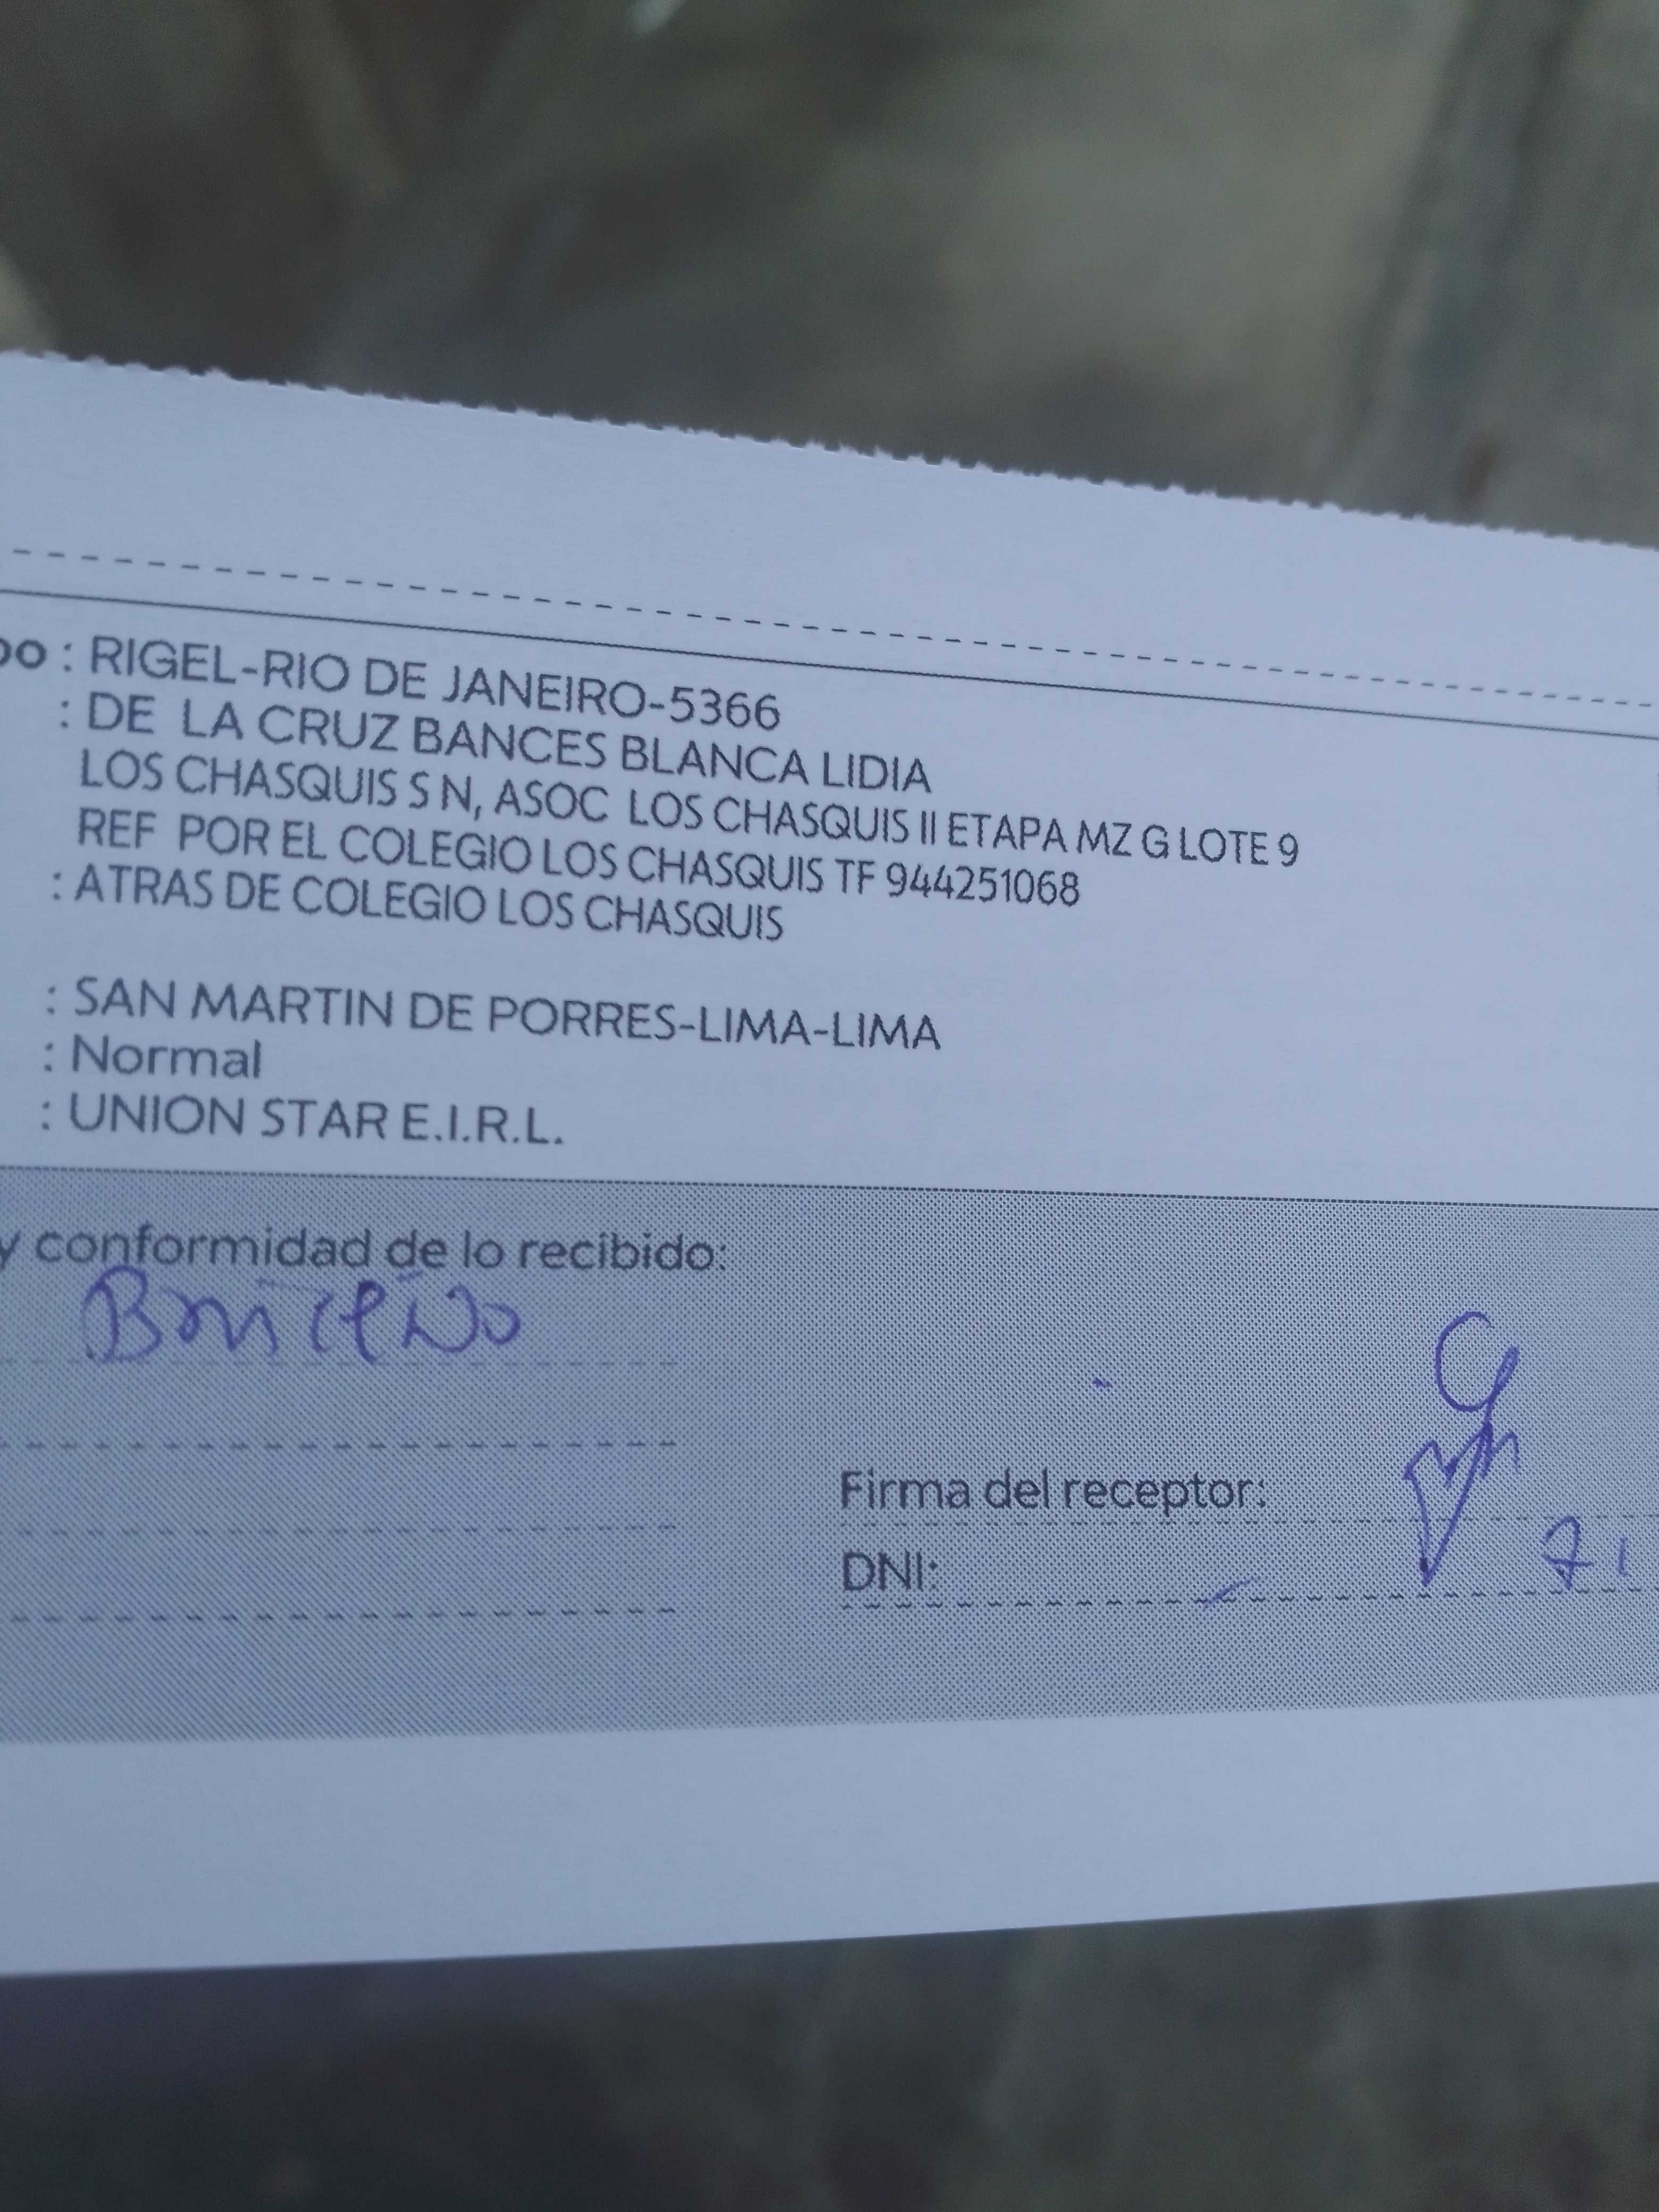 : RIGEL-RIO DE JANEIRO-5366
: DE LA CRUZ BANCES BLANCA LIDIA
LOS CHASQUIS S N, ASOC LOS CHASQUIS II ETAPA MZ G LOTE 9
REF POR EL COLEGIO LOS CHASQUIS TF 944251068
: ATRAS DE COLEGIO LOS CHASQUIS
: SAN MARTIN DE PORRES-LIMA-LIMA
: Normal
: UNION STAR E.I.R.L.
y conformidad de lo recibido:
Firma del receptor:
DNI:
71